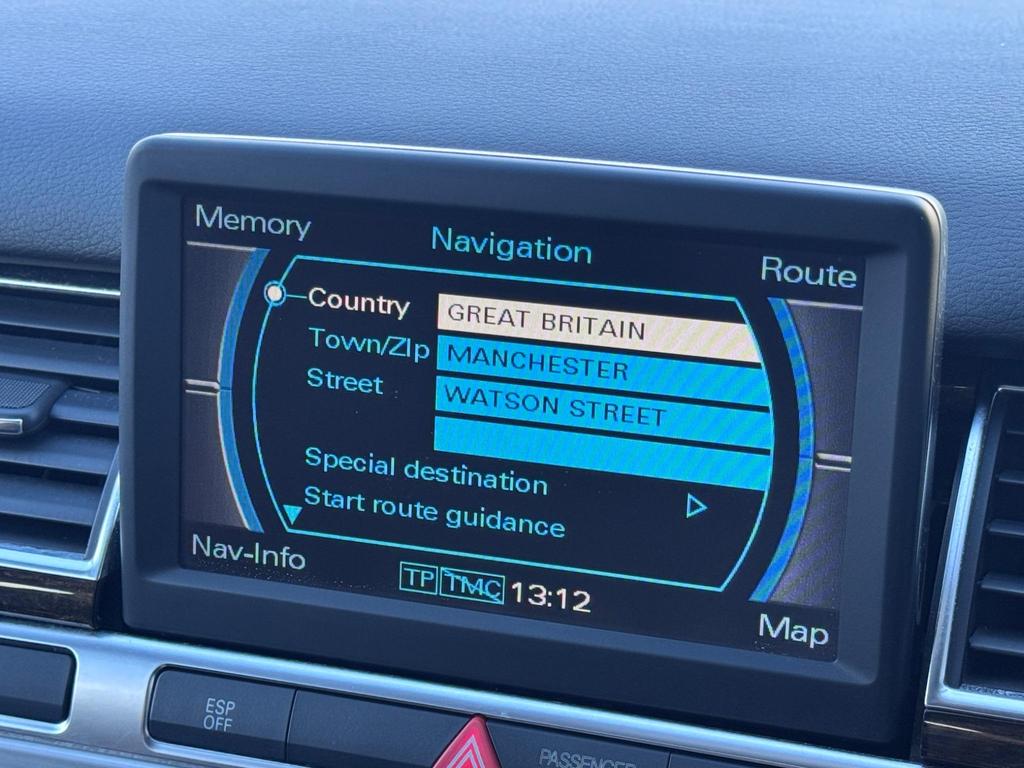 Memory
Navigation
Route
Country GREAT BRITAIN
Town/ZIp MANCHESTER
Street WATSON STREET
Special destination
Start route guidance
Nav-Info
TP TMC 13:12
Map
ESP
OFF
PASSENGER